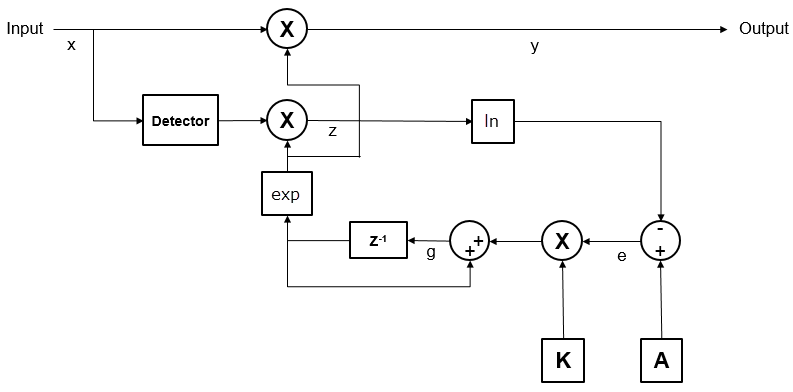 Input
X
Output
x
y
Detector
X
z
ln
exp
-
z-1
+
+
X
+
g
e
K
A